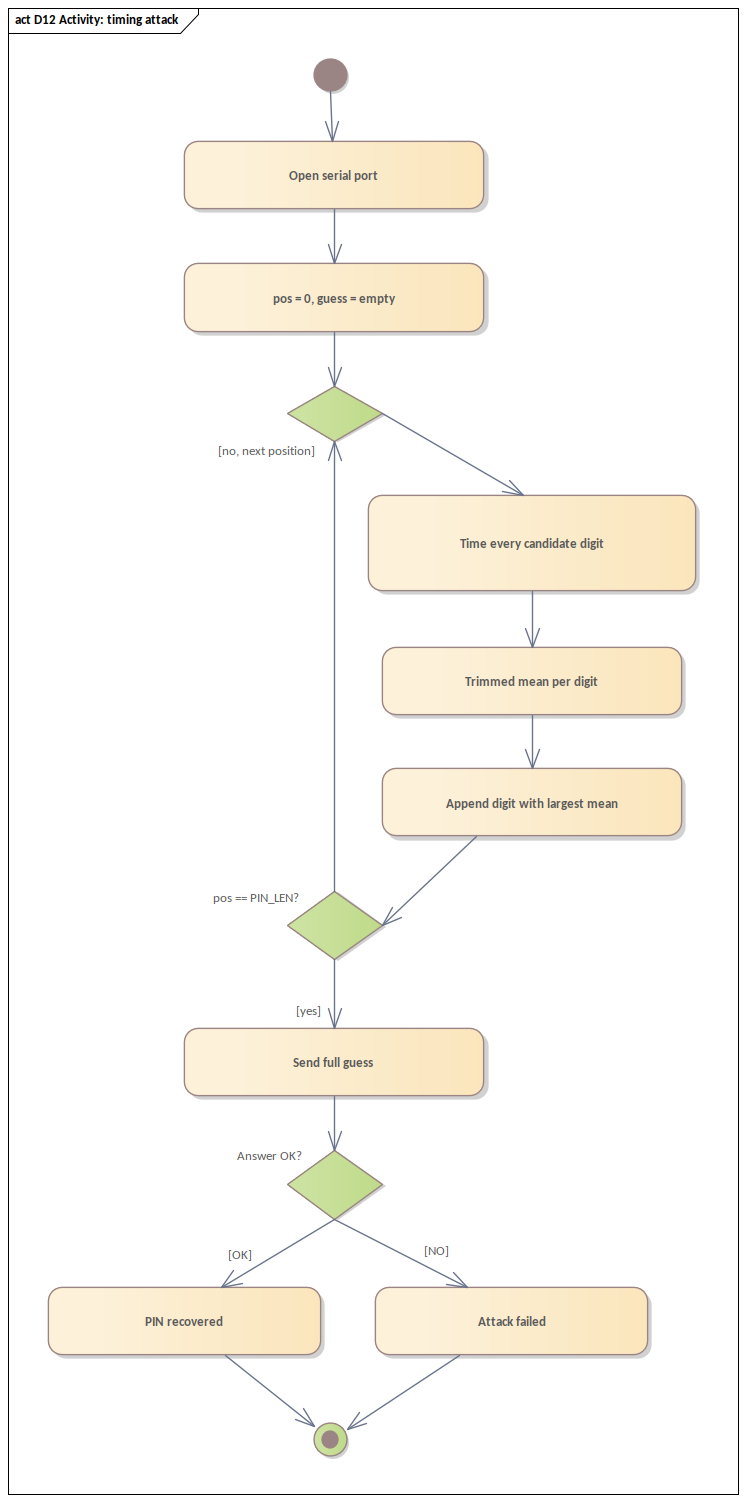 act D12 Activity: timing attack
Open serial port
pos = 0, guess = empty
[no, next position]
Time every candidate digit
Trimmed mean per digit
Append digit with largest mean
pos == PIN_LEN?
[yes]
Send full guess
Answer OK?
[OK]
[NO]
PIN recovered
Attack failed